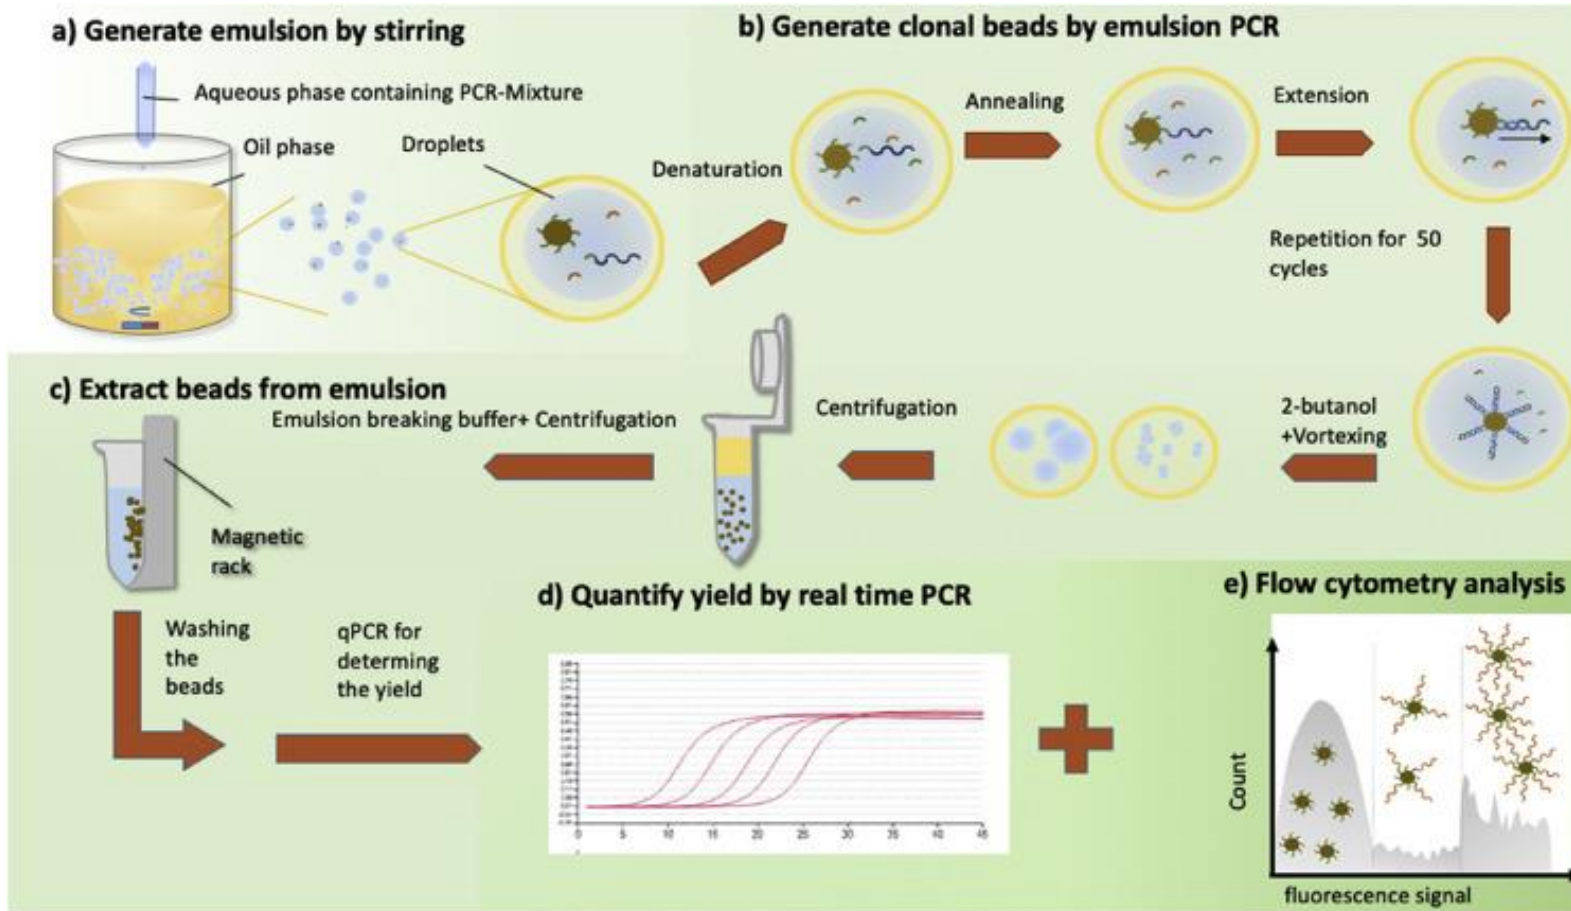 a) Generate emulsion by stirring
Aqueous phase containing PCR-Mixture
Oil phase
Droplets
b) Generate clonal beads by emulsion PCR
Denaturation
Annealing
Extension
Repetition for 50
cycles
2-butanol
+Vortexing
Centrifugation
c) Extract beads from emulsion
Emulsion breaking buffer+ Centrifugation
Magnetic
rack
Washing
the
beads
qPCR for
determing
the yield
d) Quantify yield by real time PCR
0 5 10 15 20 25 30 35 40 45
e) Flow cytometry analysis
Count
fluorescence signal